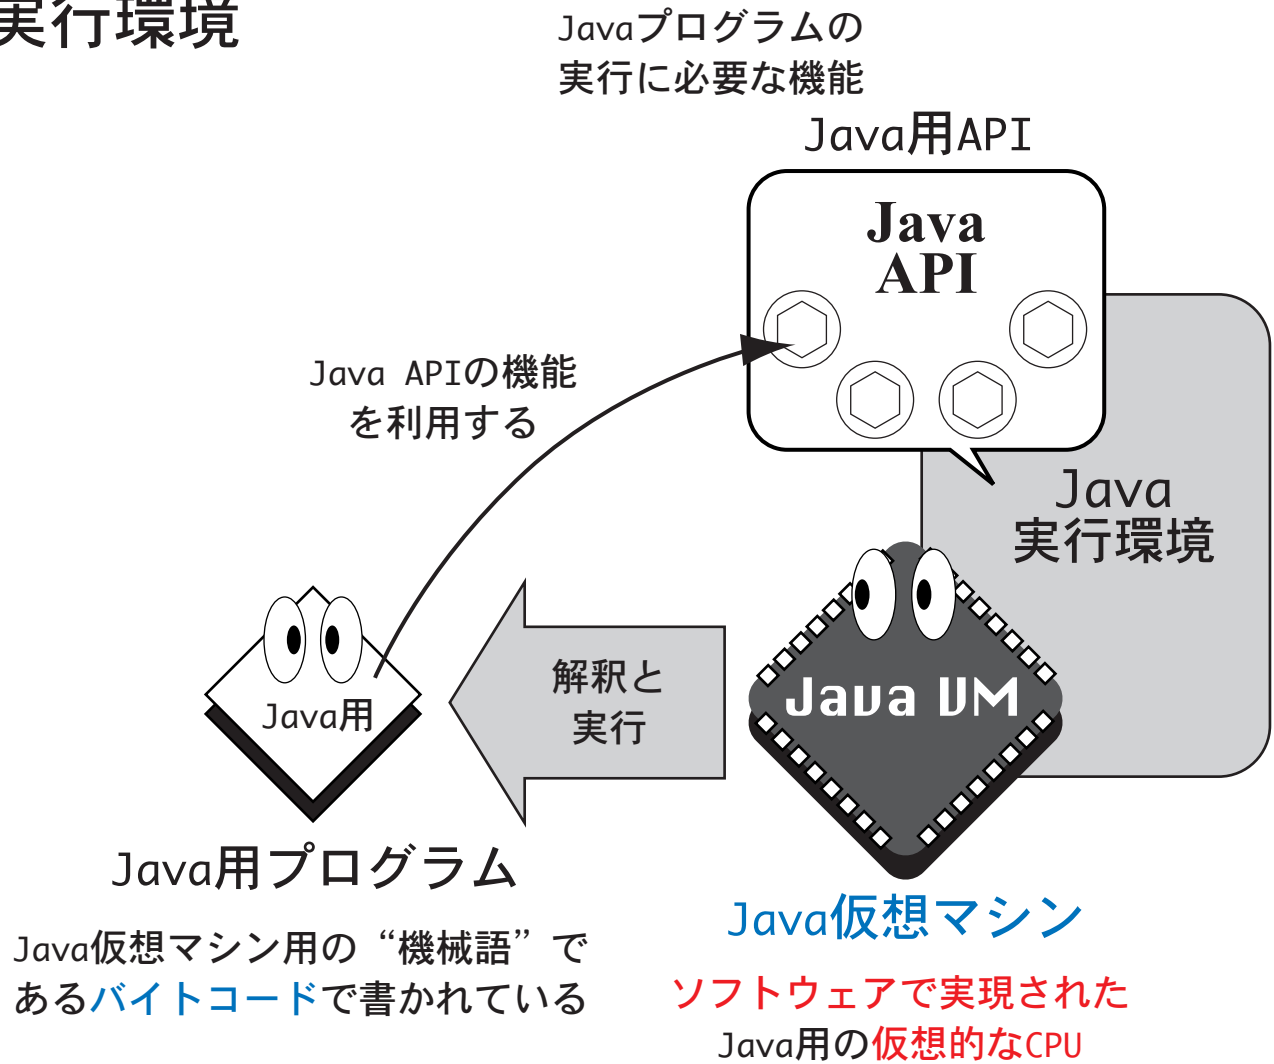 実行環境
Javaプログラムの
実行に必要な機能
Java用API
Java
API
Java APIの機能
を利用する
Java
実行環境
Java用
解釈と
実行
Java VM
Java用プログラム
Java仮想マシン用の“機械語”で
あるバイトコードで書かれている
Java仮想マシン
ソフトウェアで実現された
Java用の仮想的なCPU